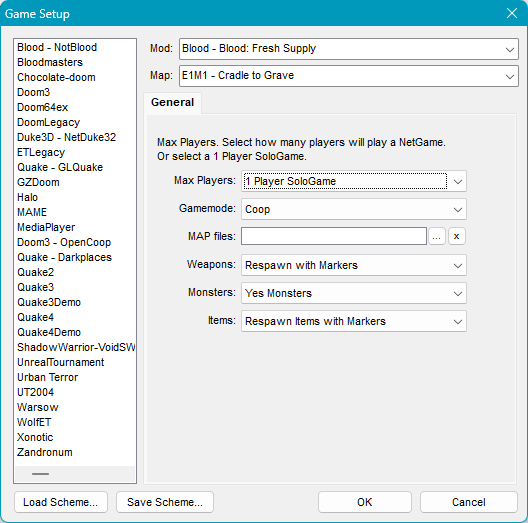 Game Setup
Blood - NotBlood
Bloodmasters
Chocolate-doom
Doom3
Doom64ex
DoomLegacy
Duke3D - NetDuke32
ETLegacy
Quake - GLQuake
GZDoom
Halo
MAME
MediaPlayer
Doom3 - OpenCoop
Quake - Darkplaces
Quake2
Quake3
Quake3Demo
Quake4
Quake4Demo
ShadowWarrior-VoidSW
UnrealTournament
Urban Terror
UT2004
Warsow
WolfET
Xonotic
Zandronum
Mod: Blood - Blood: Fresh Supply
Map: E1M1 - Cradle to Grave
General
Max Players. Select how many players will play a NetGame.
Or select a 1 Player SoloGame.
Max Players: 1 Player SoloGame
Gamemode: Coop
MAP files: ... x
Weapons: Respawn with Markers
Monsters: Yes Monsters
Items: Respawn Items with Markers
Load Scheme... Save Scheme... OK Cancel